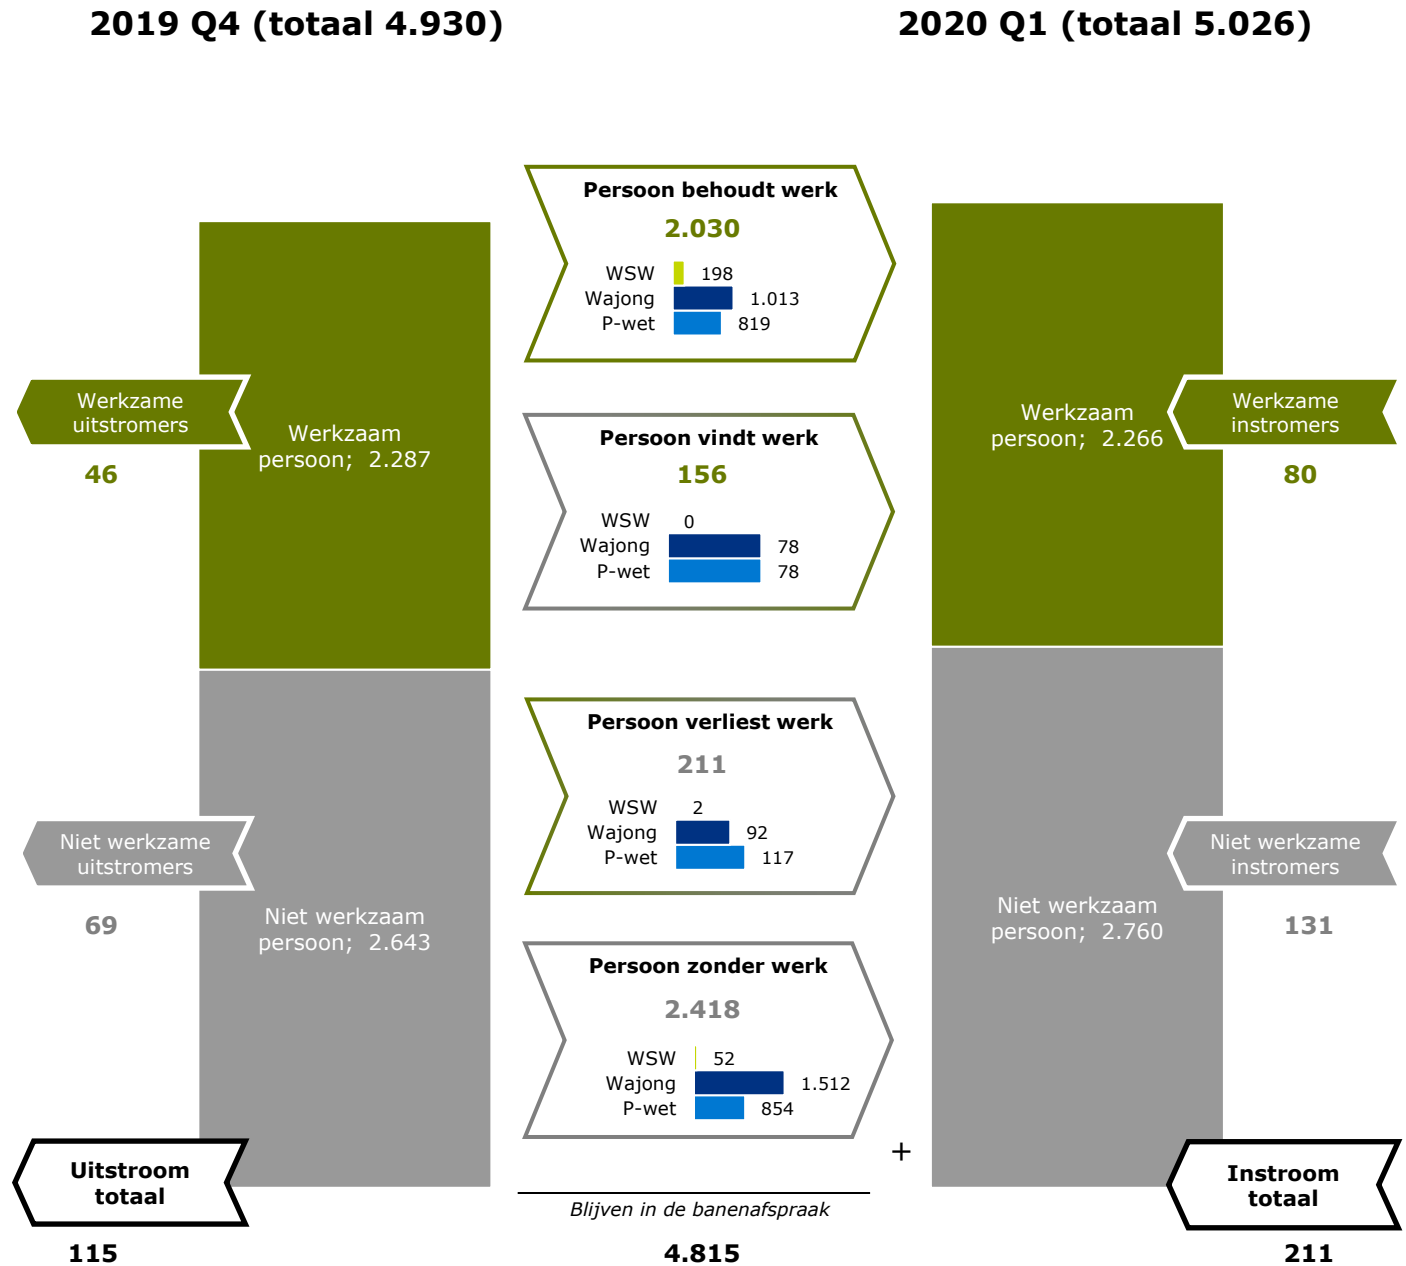 2019 Q4 (totaal 4.930)
2020 Q1 (totaal 5.026)
Persoon behoudt werk
2.030
WSW 198
Wajong 1.013
P-wet 819
Werkzame
uitstromers
46
Werkzaam
persoon; 2.287
Persoon vindt werk
156
WSW 0
Wajong 78
P-wet 78
Werkzaam
persoon; 2.266
Werkzame
instromers
80
Persoon verliest werk
211
WSW 2
Wajong 92
P-wet 117
Niet werkzame
uitstromers
69
Niet werkzaam
persoon; 2.643
Niet werkzaam
persoon; 2.760
Niet werkzame
instromers
131
Persoon zonder werk
2.418
WSW 52
Wajong 1.512
P-wet 854
+
Uitstroom
totaal
115
Blijven in de banenafspraak
4.815
Instroom
totaal
211